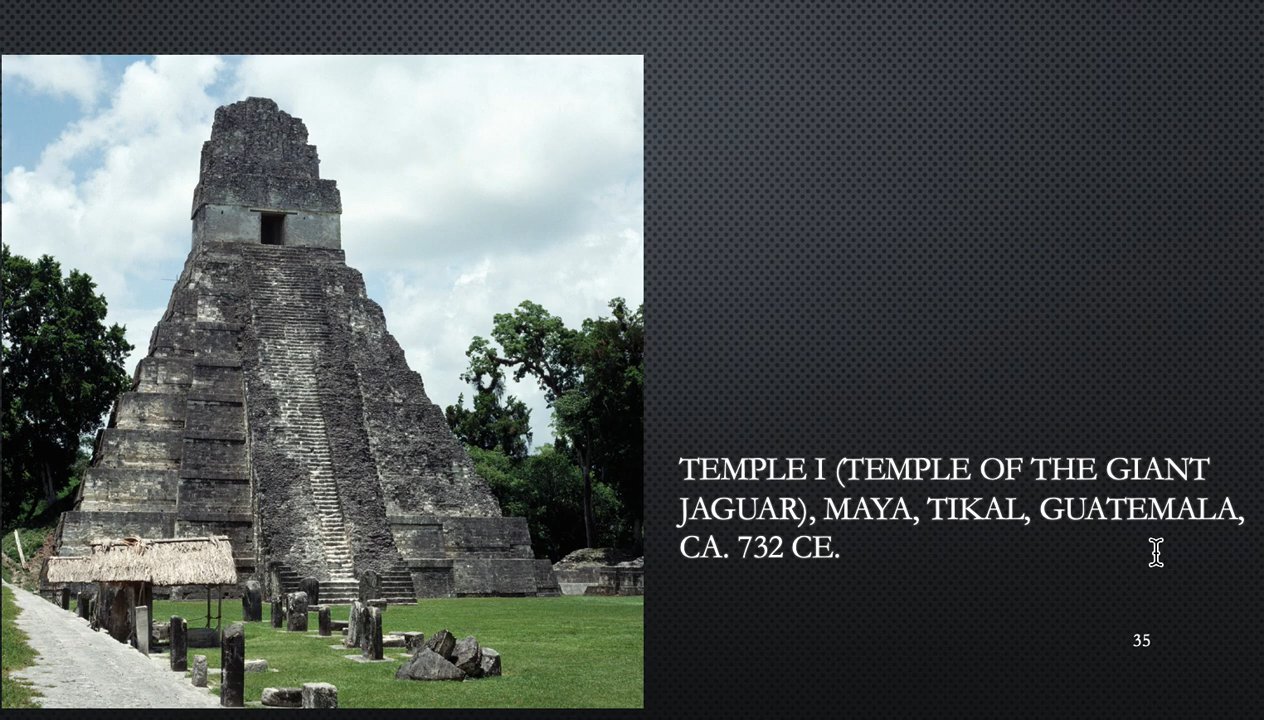 TEMPLE I (TEMPLE OF THE GIANT
JAGUAR), MAYA, TIKAL, GUATEMALA,
CA. 732 CE.
35